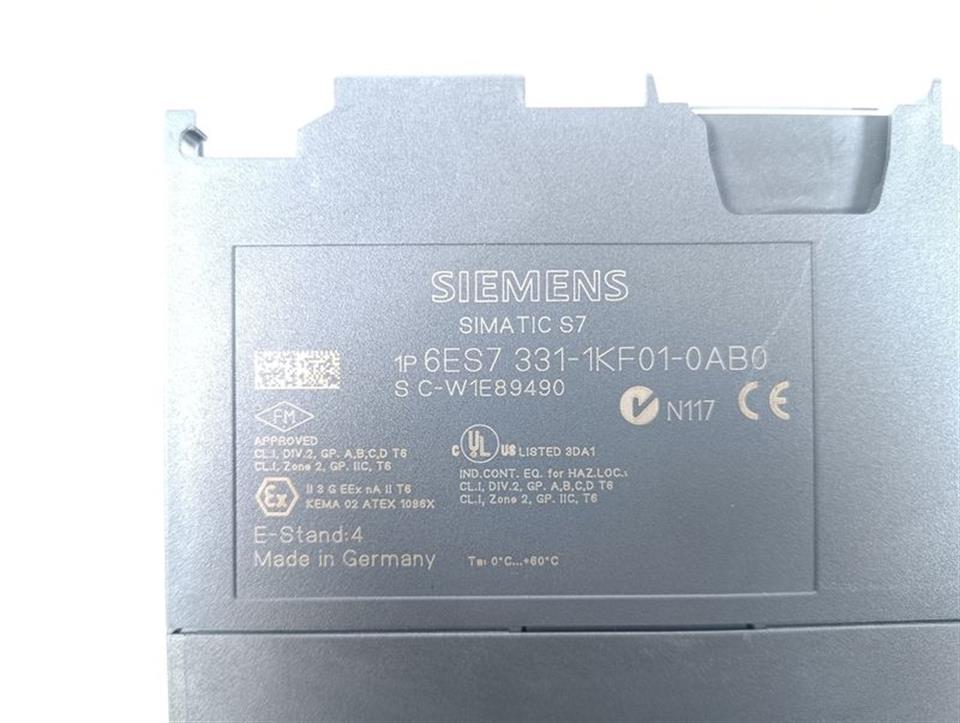 SIEMENS
SIMATIC S7
1P 6ES7 331-1KF01-0AB0
S C-W1E89490
N117 CE
FM
APPROVED
CL.I, DIV.2, GP. A,B,C,D T6
CL.I, Zone 2, GP. IIC, T6
Ex
II 3 G EEx nA II T6
KEMA 02 ATEX 1096X
C UL US LISTED 3DA1
IND.CONT. EQ. for HAZ.LOC.
CL.I, DIV.2, GP. A,B,C,D T6
CL.I, Zone 2, GP. IIC, T6
E-Stand:4
Made in Germany
Ta: 0°C...+60°C